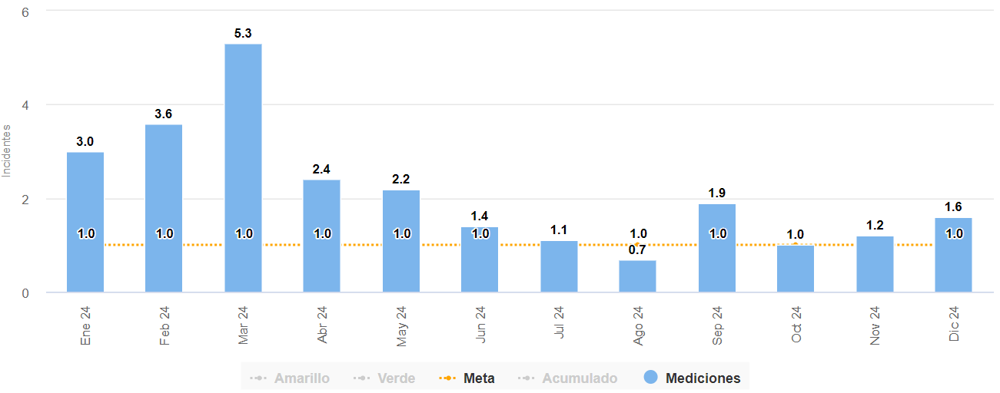 6
4
2
0
Incidentes
3.0
3.6
5.3
2.4
2.2
1.4
1.1
1.0
0.7
1.9
1.0
1.2
1.6
1.0
1.0
1.0
1.0
1.0
1.0
1.0
1.0
Ene 24
Feb 24
Mar 24
Abr 24
May 24
Jun 24
Jul 24
Ago 24
Sep 24
Oct 24
Nov 24
Dic 24
Amarillo
Verde
Meta
Acumulado
Mediciones